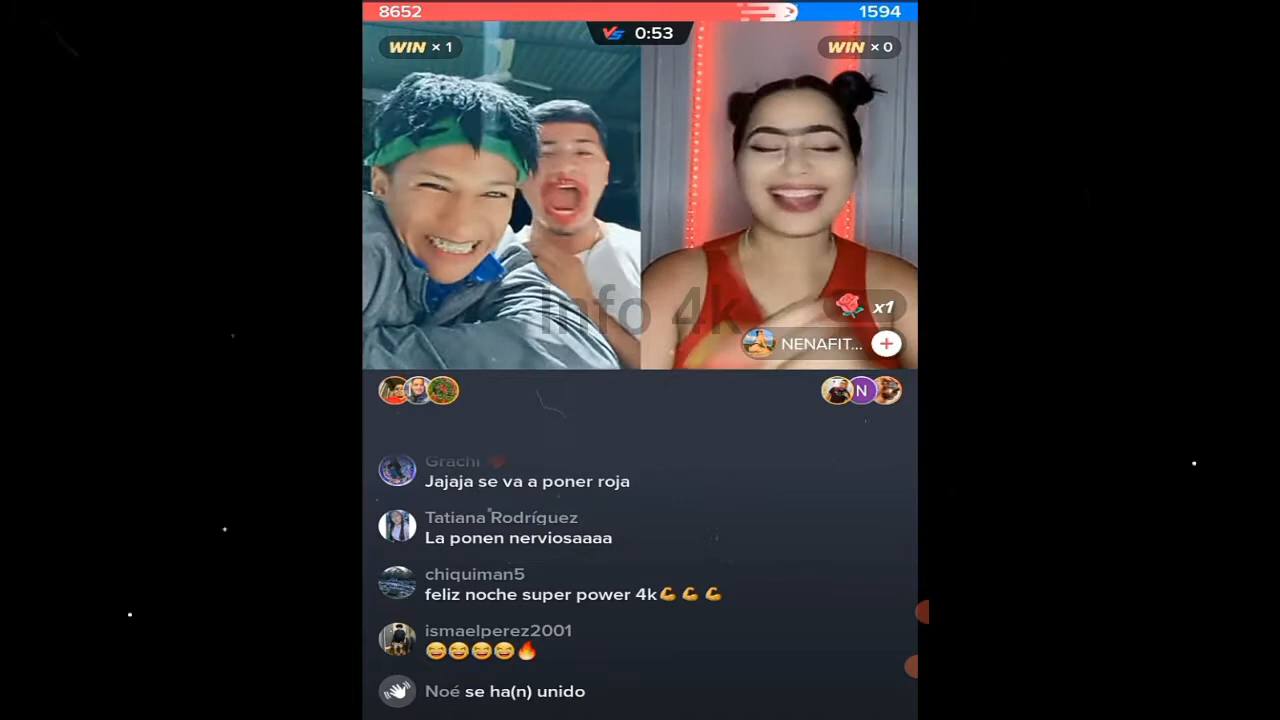 8652
1594
VS 0:53
WIN × 1
WIN × 0
Info 4k
x1
NENAFIT...
N
Grachi ❤️
Jajaja se va a poner roja
Tatiana Rodríguez
La ponen nerviosaaaa
chiquiman5
feliz noche super power 4k💪💪💪
ismaelperez2001
😂😂😂😂🔥
Noé se ha(n) unido